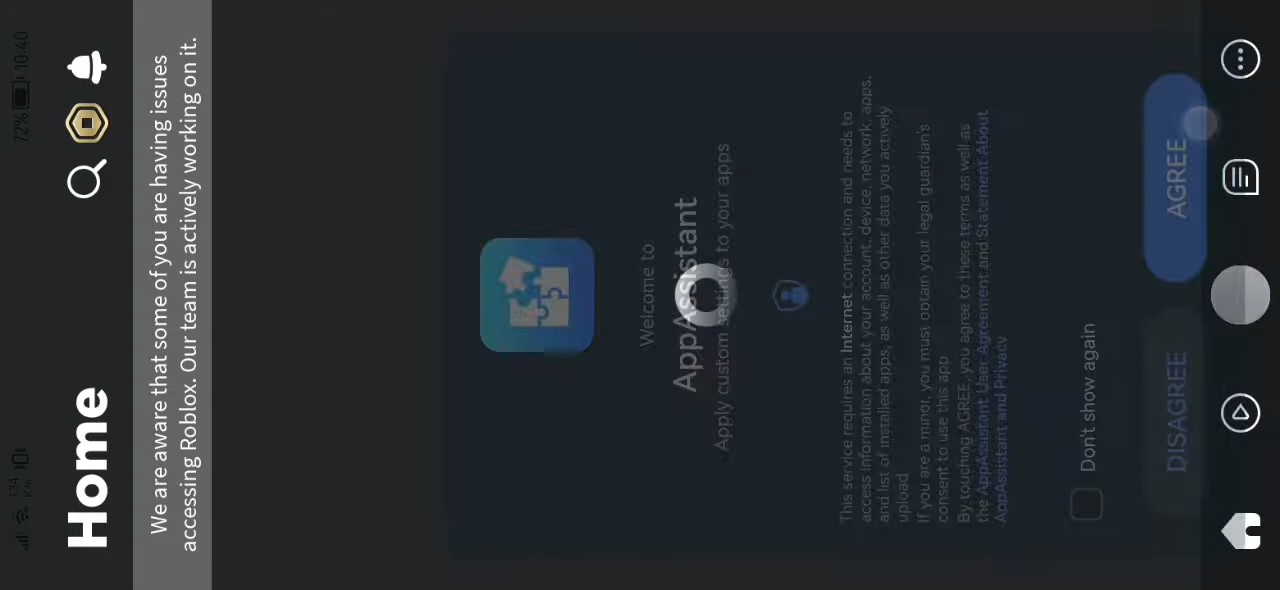 134
K/s
72%
10:40
Home
We are aware that some of you are having issues
accessing Roblox. Our team is actively working on it.
Welcome to
AppAssistant
Apply custom settings to your apps
This service requires an Internet connection and needs to
access information about your account, device, network, apps,
and list of installed apps, as well as other data you actively
upload
If you are a minor, you must obtain your legal guardian's
consent to use this app
By touching AGREE, you agree to these terms as well as
the AppAssistant User Agreement and Statement About
AppAssistant and Privacy
Don't show again
DISAGREE
AGREE